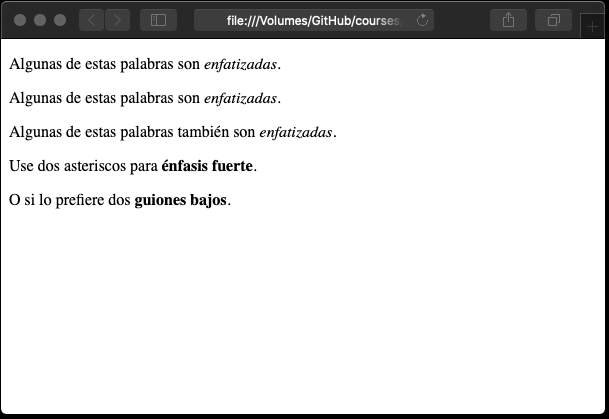 file:///Volumes/GitHub/courses
Algunas de estas palabras son enfatizadas.
Algunas de estas palabras son enfatizadas.
Algunas de estas palabras también son enfatizadas.
Use dos asteriscos para énfasis fuerte.
O si lo prefiere dos guiones bajos.